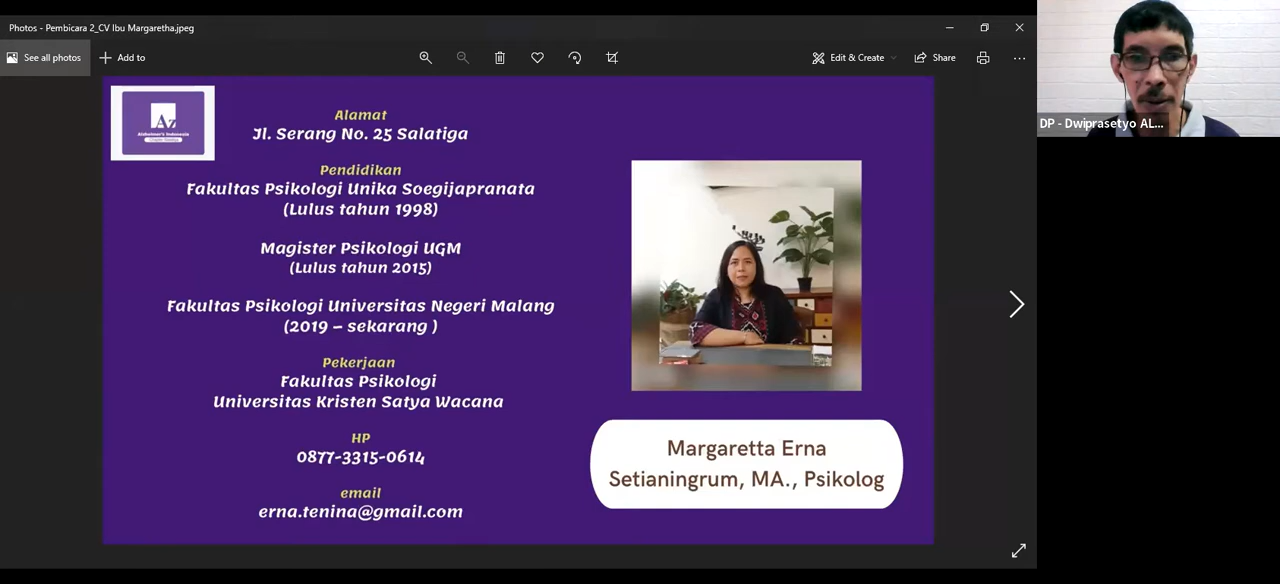 Photos - Pembicara 2_CV Ibu Margaretha.jpeg
See all photos
Add to
Edit & Create
Share
DP - Dwiprasetyo AL...
Az
Alzheimer's Indonesia
Alamat
Jl. Serang No. 25 Salatiga
Pendidikan
Fakultas Psikologi Unika Soegijapranata
(Lulus tahun 1998)
Magister Psikologi UGM
(Lulus tahun 2015)
Fakultas Psikologi Universitas Negeri Malang
(2019 – sekarang )
Pekerjaan
Fakultas Psikologi
Universitas Kristen Satya Wacana
HP
0877-3315-0614
email
erna.tenina@gmail.com
Margaretta Erna
Setianingrum, MA., Psikolog